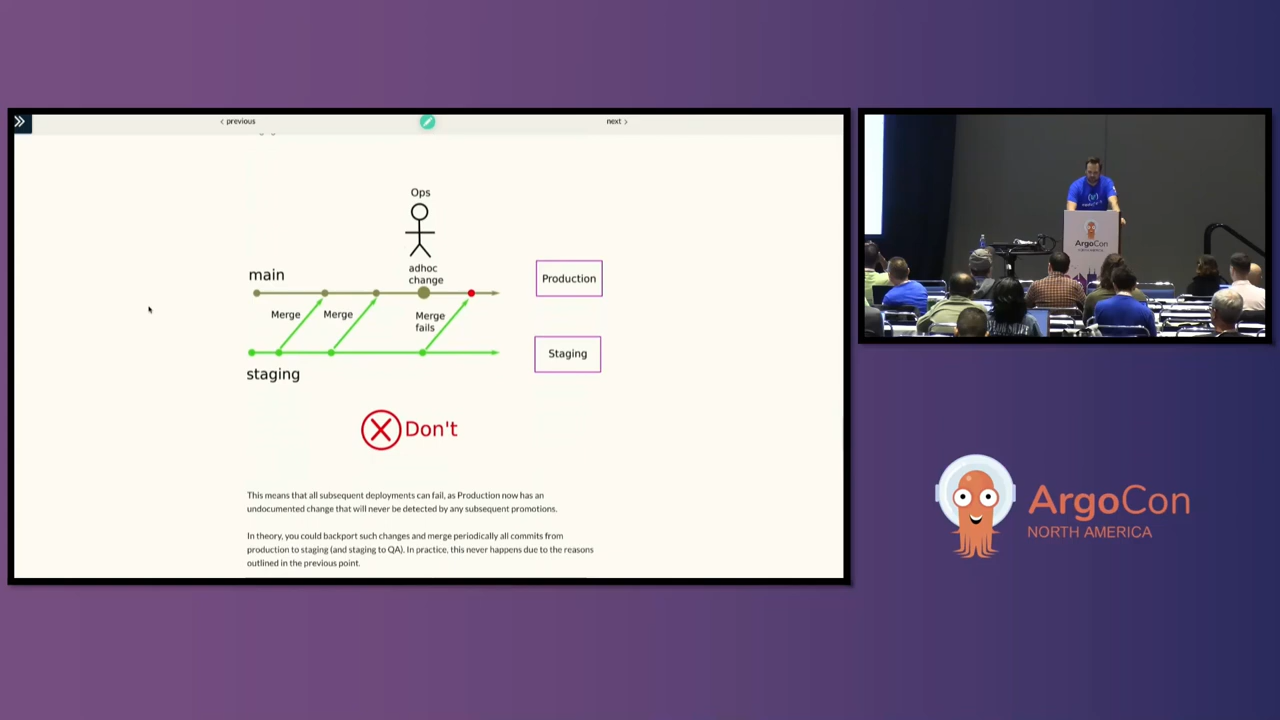 previous
next
Ops
adhoc
change
main
Production
Merge
Merge
Merge
fails
Staging
staging
Don't
This means that all subsequent deployments can fail, as Production now has an
undocumented change that will never be detected by any subsequent promotions.
In theory, you could backport such changes and merge periodically all commits from
production to staging (and staging to QA). In practice, this never happens due to the reasons
outlined in the previous point.
ArgoCon
ArgoCon
NORTH AMERICA